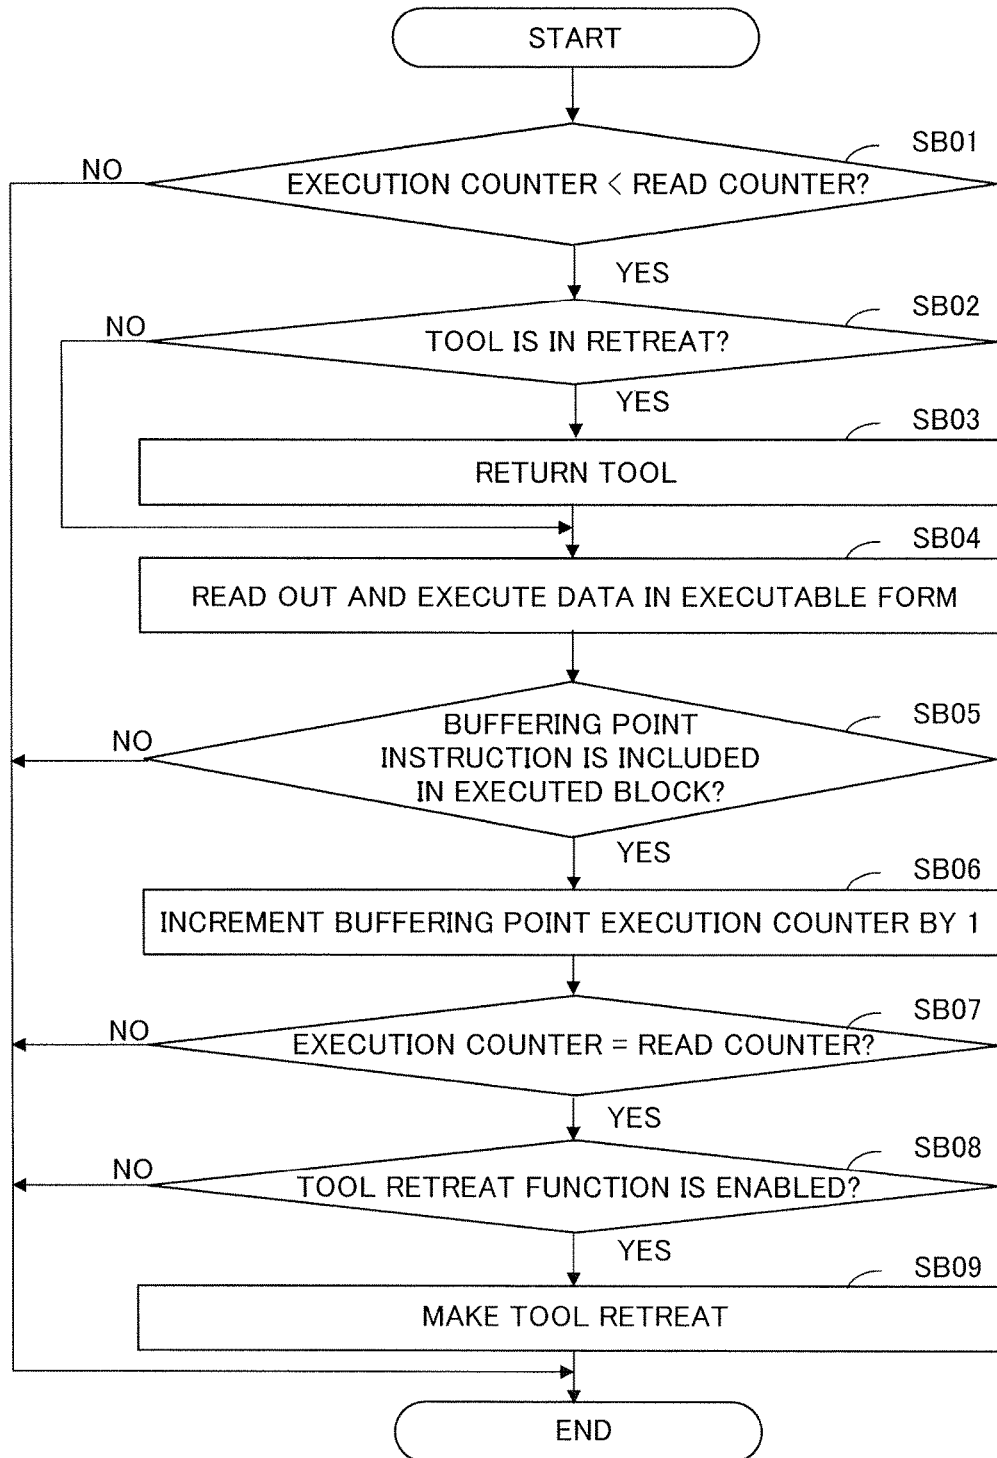 START
SB01
NO
EXECUTION COUNTER < READ COUNTER?
YES
SB02
NO
TOOL IS IN RETREAT?
YES
SB03
RETURN TOOL
SB04
READ OUT AND EXECUTE DATA IN EXECUTABLE FORM
SB05
NO
BUFFERING POINT
INSTRUCTION IS INCLUDED
IN EXECUTED BLOCK?
YES
SB06
INCREMENT BUFFERING POINT EXECUTION COUNTER BY 1
SB07
NO
EXECUTION COUNTER = READ COUNTER?
YES
SB08
NO
TOOL RETREAT FUNCTION IS ENABLED?
YES
SB09
MAKE TOOL RETREAT
END